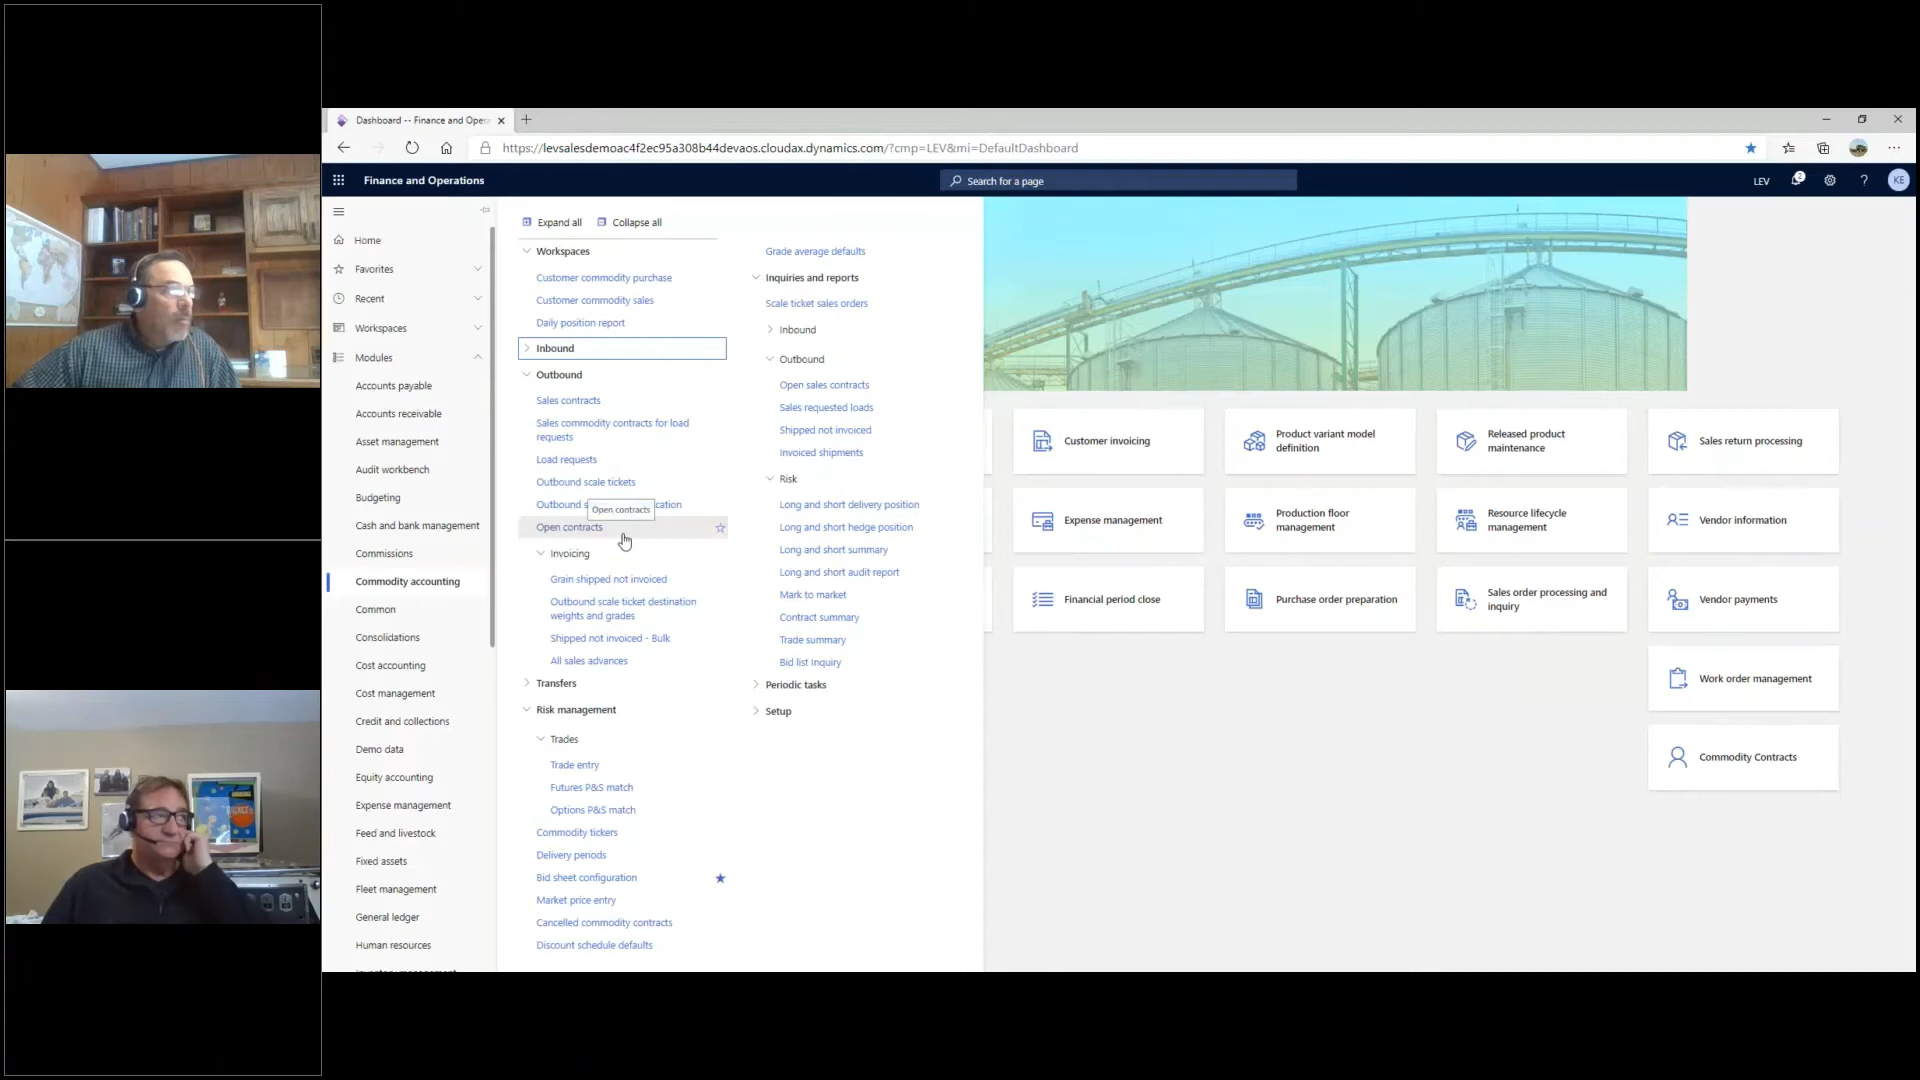 Dashboard -- Finance and Opera
https://levsalesdemoac4f2ec95a308b44devaos.cloudax.dynamics.com/?cmp=LEV&mi=DefaultDashboard
Finance and Operations
Search for a page
LEV
2
?
KE
Home
Favorites
Recent
Workspaces
Modules
Accounts payable
Accounts receivable
Asset management
Audit workbench
Budgeting
Cash and bank management
Commissions
Commodity accounting
Common
Consolidations
Cost accounting
Cost management
Credit and collections
Demo data
Equity accounting
Expense management
Feed and livestock
Fixed assets
Fleet management
General ledger
Human resources
Expand all
Collapse all
Workspaces
Customer commodity purchase
Customer commodity sales
Daily position report
Inbound
Outbound
Sales contracts
Sales commodity contracts for load
requests
Load requests
Outbound scale tickets
Outbound s
cation
Open contracts
Open contracts
Invoicing
Grain shipped not invoiced
Outbound scale ticket destination
weights and grades
Shipped not invoiced - Bulk
All sales advances
Transfers
Risk management
Trades
Trade entry
Futures P&S match
Options P&S match
Commodity tickers
Delivery periods
Bid sheet configuration
Market price entry
Cancelled commodity contracts
Discount schedule defaults
Grade average defaults
Inquiries and reports
Scale ticket sales orders
Inbound
Outbound
Open sales contracts
Sales requested loads
Shipped not invoiced
Invoiced shipments
Risk
Long and short delivery position
Long and short hedge position
Long and short summary
Long and short audit report
Mark to market
Contract summary
Trade summary
Bid list Inquiry
Periodic tasks
Setup
Customer invoicing
Product variant model
definition
Released product
maintenance
Sales return processing
Expense management
Production floor
management
Resource lifecycle
management
Vendor information
Financial period close
Purchase order preparation
Sales order processing and
inquiry
Vendor payments
Work order management
Commodity Contracts